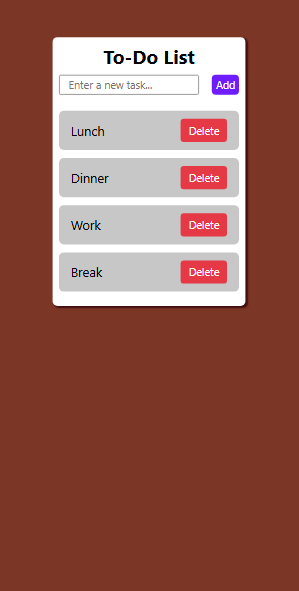 To-Do List
Enter a new task... Add
Lunch Delete
Dinner Delete
Work Delete
Break Delete